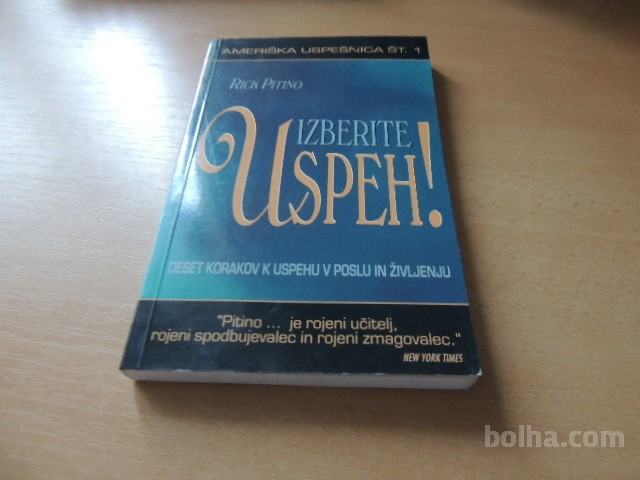 AMERIŠKA USPEŠNICA ŠT. 1
RICK PITINO
IZBERITE
USPEH!
DESET KORAKOV K USPEHU V POSLU IN ŽIVLJENJU
"Pitino ... je rojeni učitelj,
rojeni spodbujevalec in rojeni zmagovalec."
NEW YORK TIMES
bolha.com